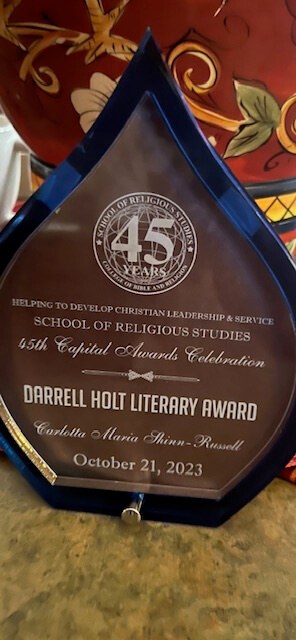 SCHOOL OF RELIGIOUS STUDIES
45
YEARS
COLLEGE OF BIBLE AND RELIGION
HELPING TO DEVELOP CHRISTIAN LEADERSHIP & SERVICE
SCHOOL OF RELIGIOUS STUDIES
45th Capital Awards Celebration
DARRELL HOLT LITERARY AWARD
Carlotta Maria Shinn-Russell
October 21, 2023